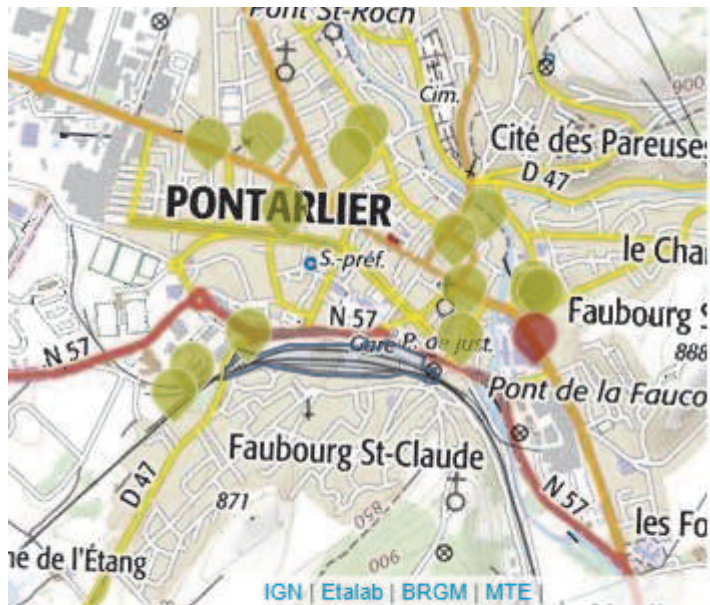 Pont St-Roch
Cim.
900
Cité des Pareuses
D 47
PONTARLIER
le Cha
S.-préf.
N 57
Faubourg S
N 57
Gare
P. de just.
888
Pont de la Fauco
Faubourg St-Claude
D 47
871
N 57
850
les Fo
900
ne de l'Étang
IGN | Etalab | BRGM | MTE |